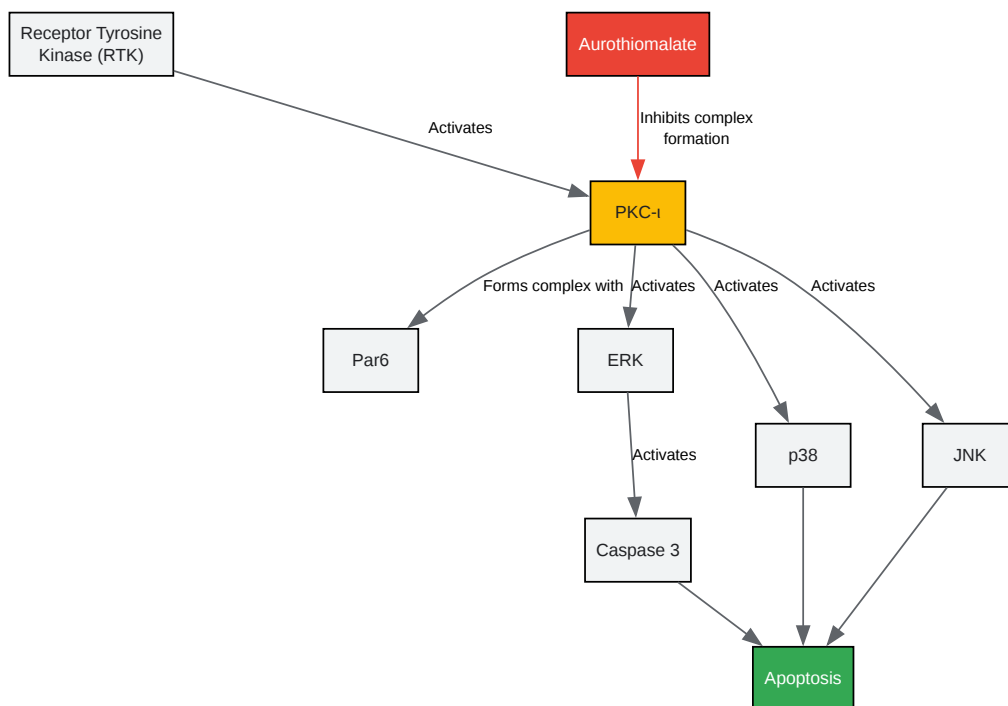 Receptor Tyrosine
Kinase (RTK)
Aurothiomalate
Activates
Inhibits complex
formation
PKC-ι
Forms complex with
Activates
Activates
Activates
Par6
ERK
p38
JNK
Activates
Caspase 3
Apoptosis